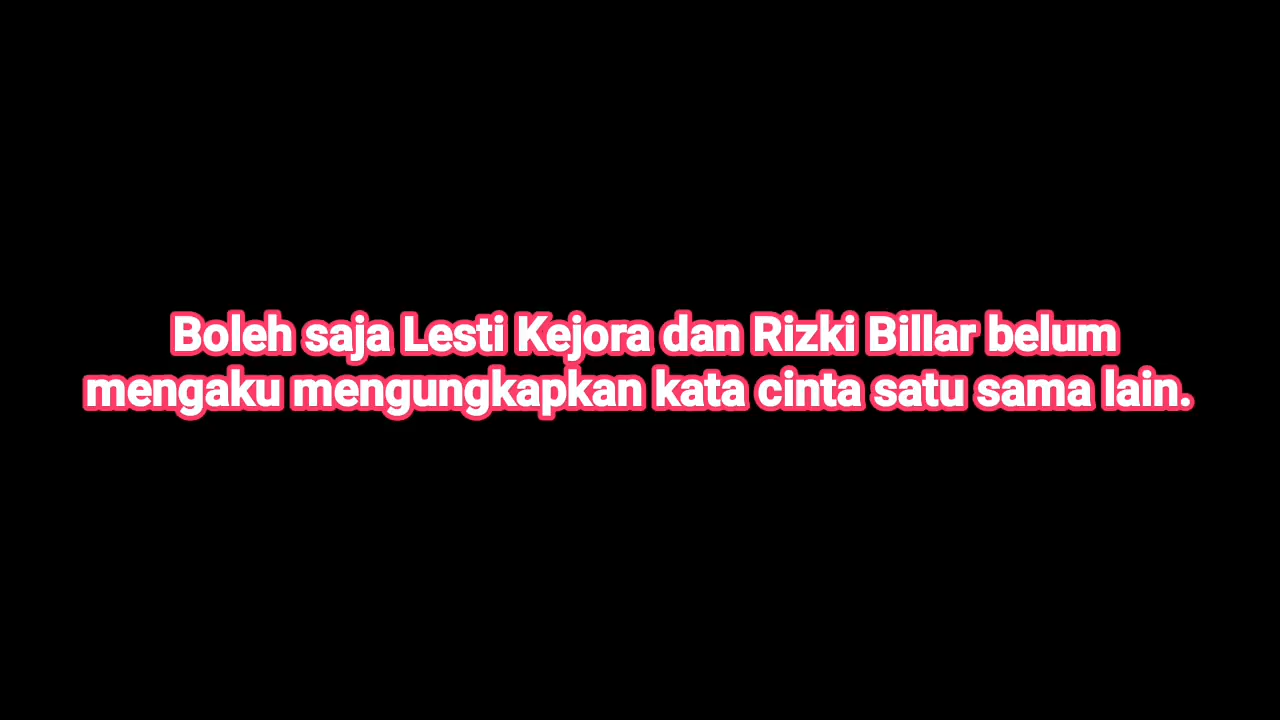 Boleh saja Lesti Kejora dan Rizki Billar belum
mengaku mengungkapkan kata cinta satu sama lain.